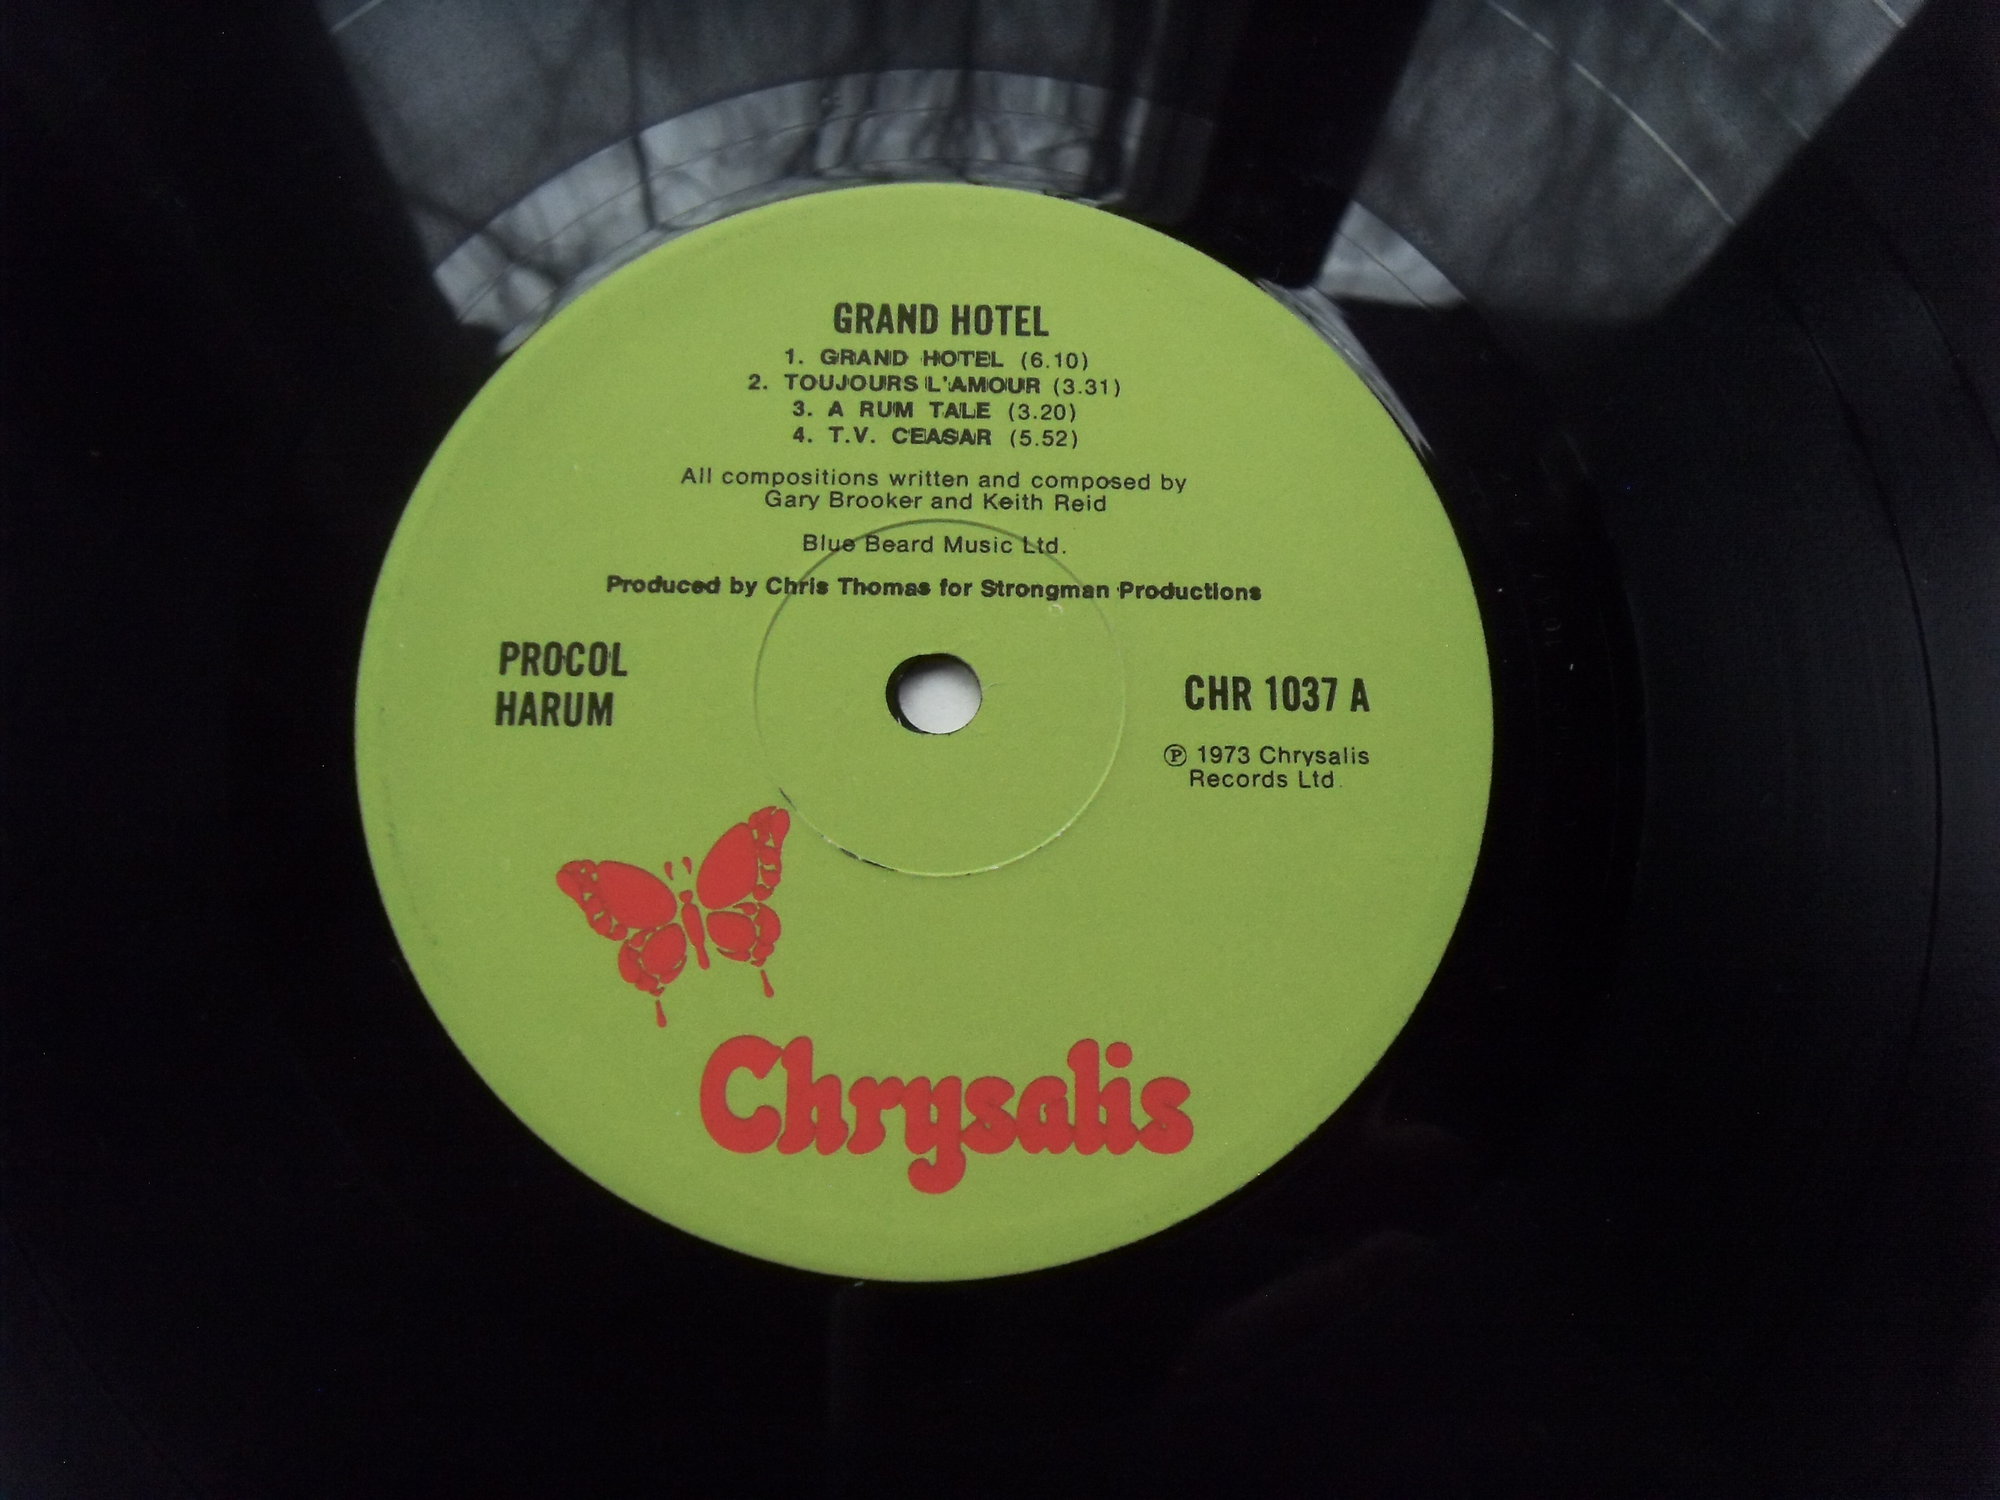 GRAND HOTEL
1. GRAND HOTEL (6.10)
2. TOUJOURS L'AMOUR (3.31)
3. A RUM TALE (3.20)
4. T.V. CEASAR (5.52)
All compositions written and composed by
Gary Brooker and Keith Reid
Blue Beard Music Ltd.
Produced by Chris Thomas for Strongman Productions
PROCOL
HARUM
CHR 1037 A
Ⓟ 1973 Chrysalis
Records Ltd.
Chrysalis